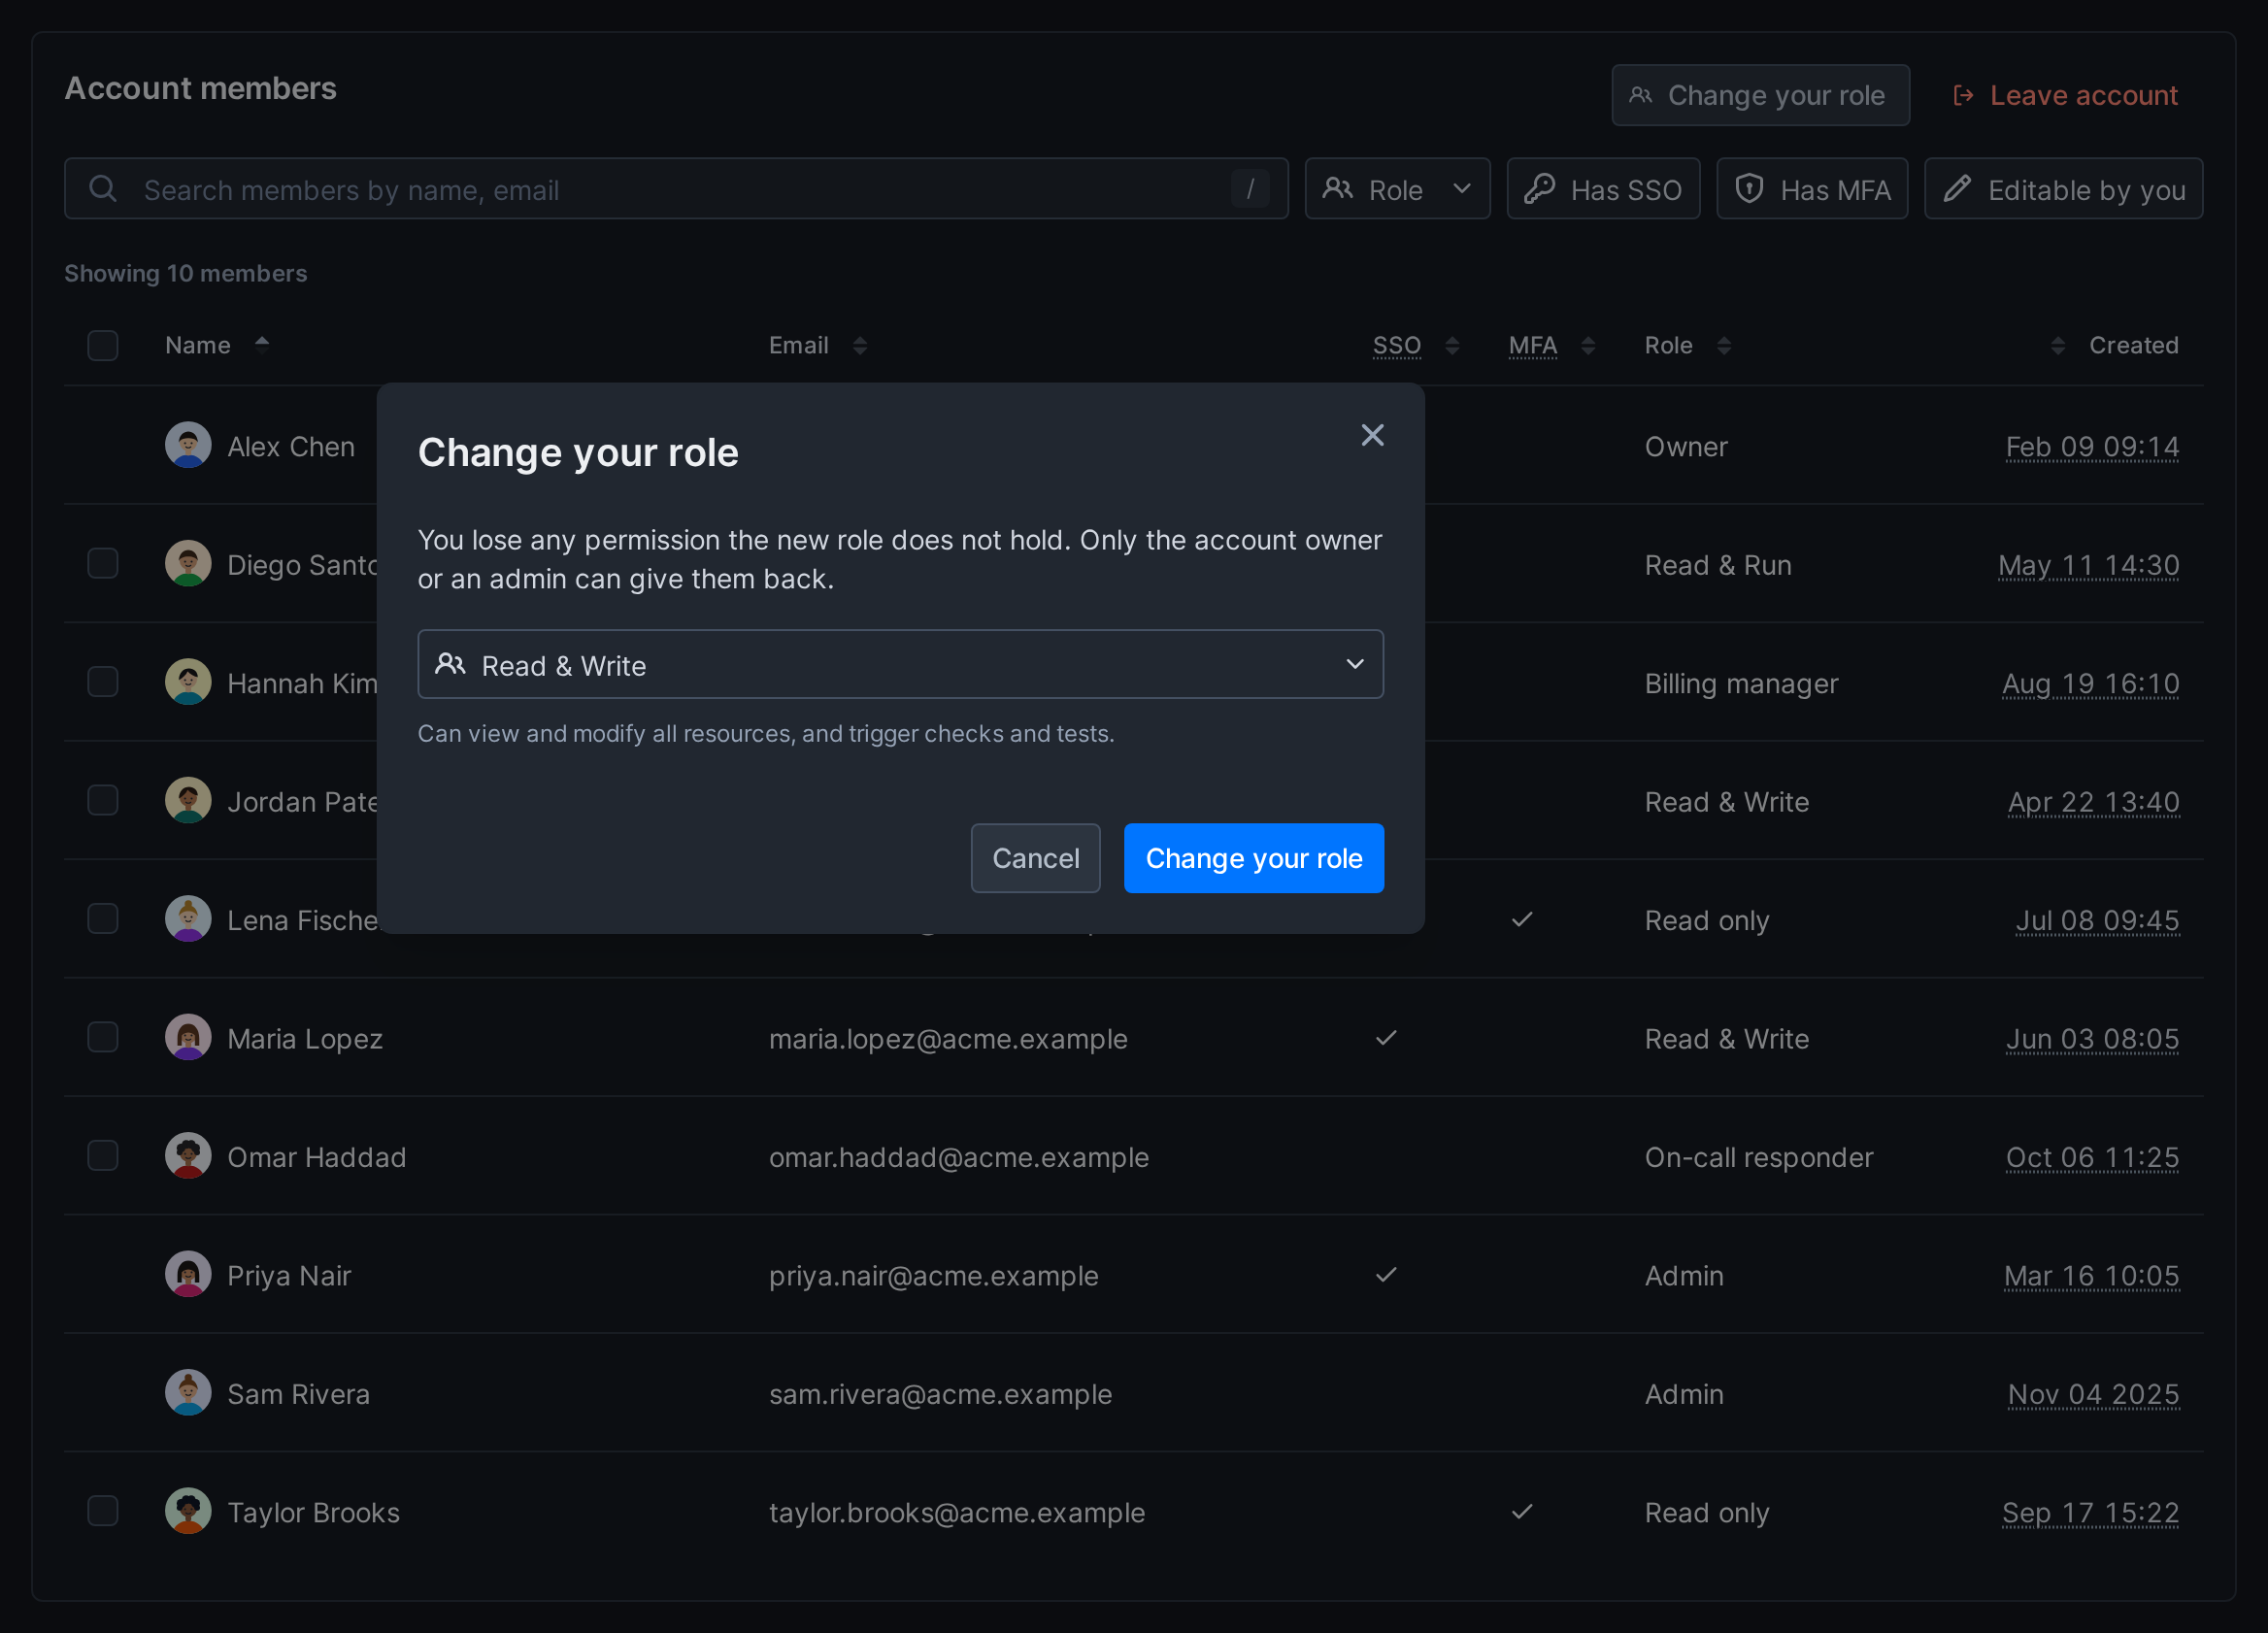 Account members
Change your role
Leave account
Search members by name, email
/
Role
Has SSO
Has MFA
Editable by you
Showing 10 members
Name
Email
SSO
MFA
Role
Created
Alex Chen
Owner
Feb 09 09:14
Diego
Read & Run
May 11 14:30
Hannah Kim
Billing manager
Aug 19 16:10
Jordan
Read & Write
Apr 22 13:40
Lena
Read only
Jul 08 09:45
Change your role
You lose any permission the new role does not hold. Only the account owner
or an admin can give them back.
Read & Write
Can view and modify all resources, and trigger checks and tests.
Cancel
Change your role
Maria Lopez
maria.lopez@acme.example
Read & Write
Jun 03 08:05
Omar Haddad
omar.haddad@acme.example
On-call responder
Oct 06 11:25
Priya Nair
priya.nair@acme.example
Admin
Mar 16 10:05
Sam Rivera
sam.rivera@acme.example
Admin
Nov 04 2025
Taylor Brooks
taylor.brooks@acme.example
Read only
Sep 17 15:22